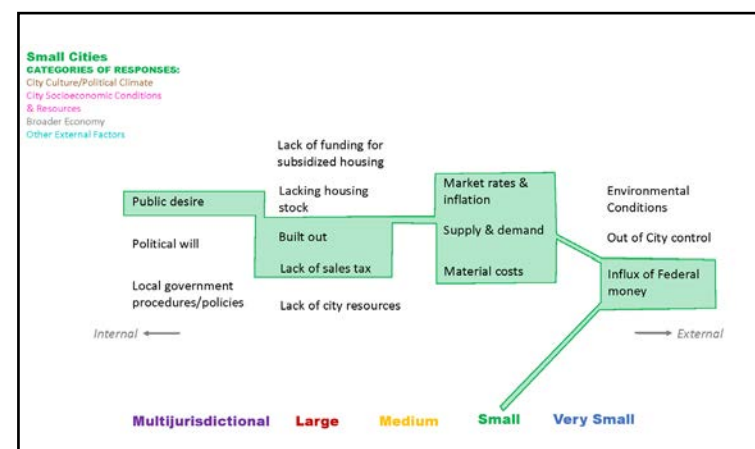 Small Cities
CATEGORIES OF RESPONSES:
City Culture/Political Climate
City Socioeconomic Conditions
& Resources
Broader Economy
Other External Factors
Public desire
Political will
Local government
procedures/policies
Lack of funding for
subsidized housing
Lacking housing
stock
Built out
Lack of sales tax
Lack of city resources
Market rates &
inflation
Supply & demand
Material costs
Environmental
Conditions
Out of City control
Influx of Federal
money
Internal
External
Multijurisdictional Large Medium Small Very Small